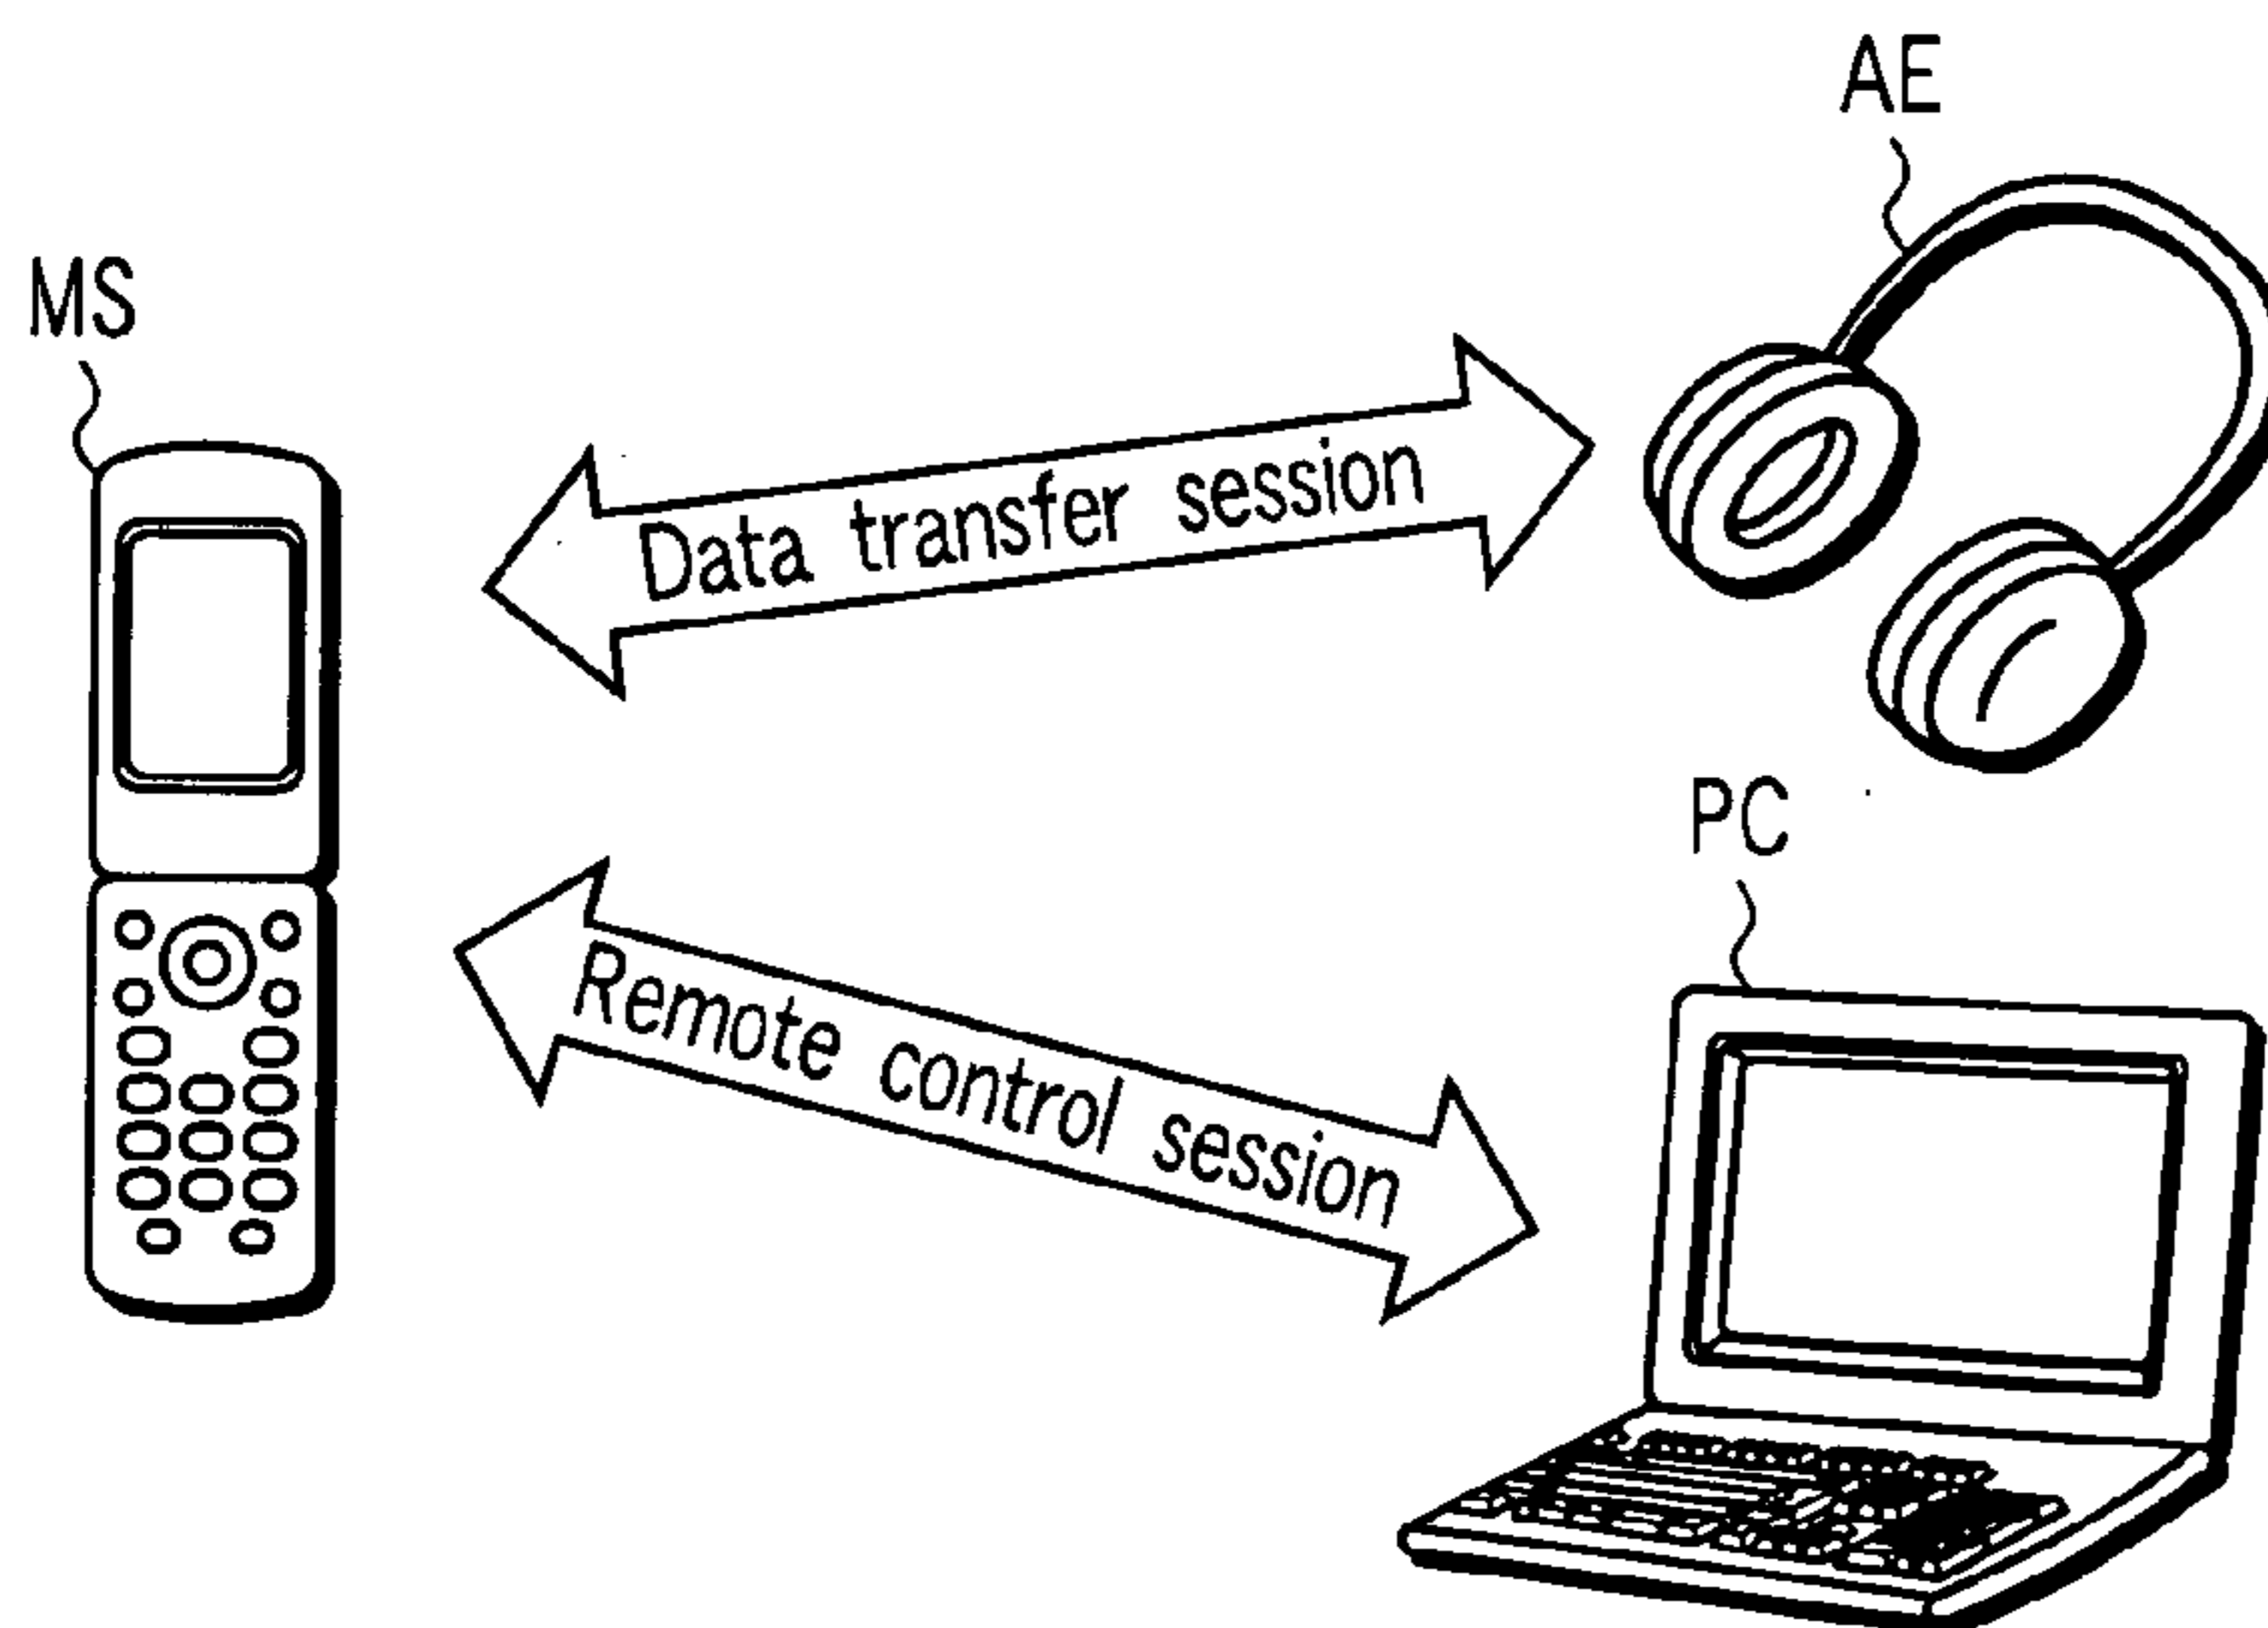 AE
MS
Data transfer session
PC
Remote control session